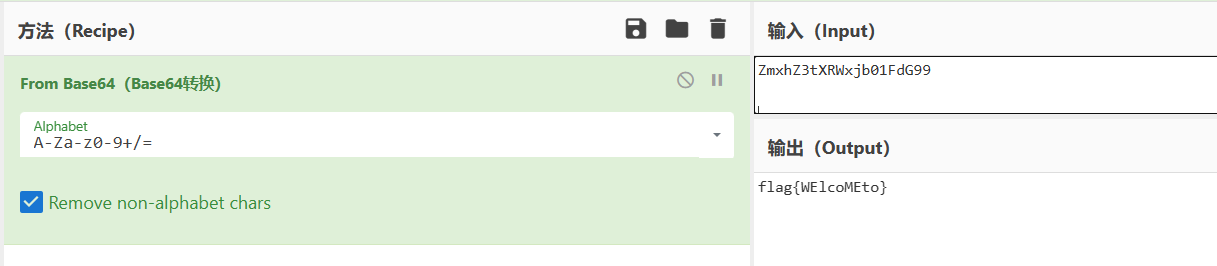 方法（Recipe）
From Base64（Base64转换）
Alphabet
A-Za-z0-9+/=
Remove non-alphabet chars
输入（Input）
ZmxhZ3tXRWxjb01FdG99
输出（Output）
flag{WElcoMEto}